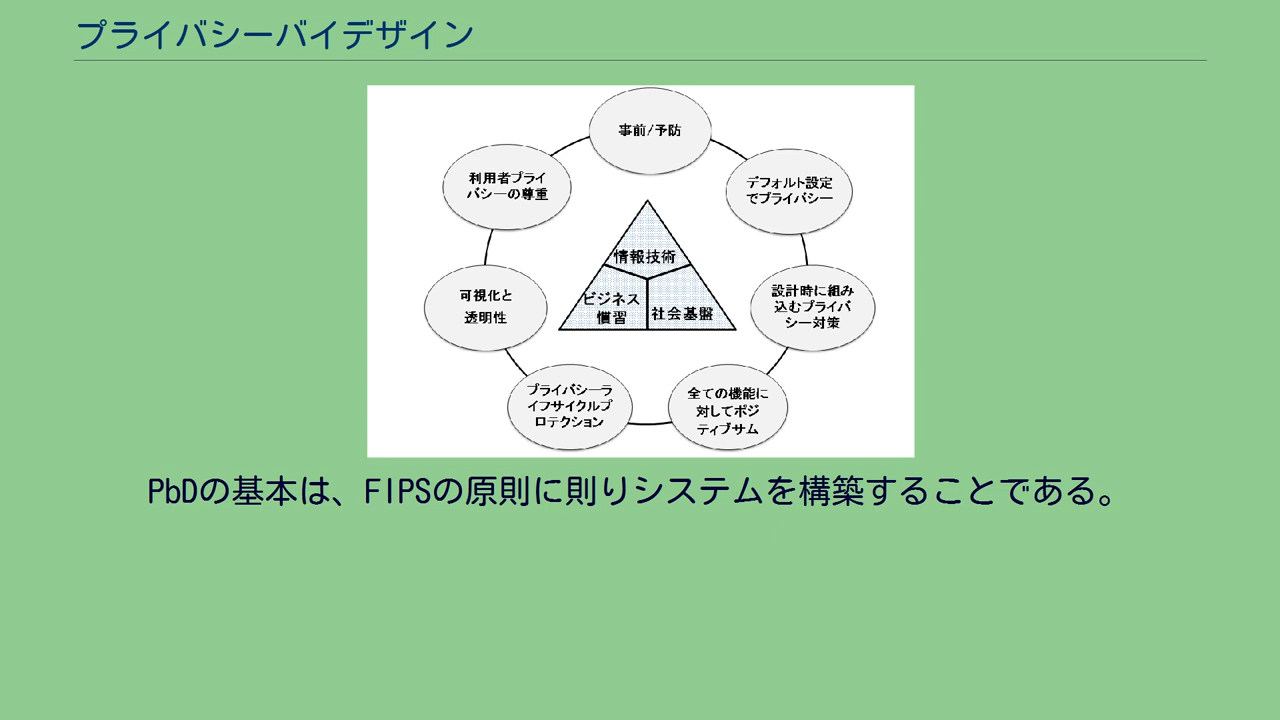 プライバシーバイデザイン
事前/予防
利用者プライ
バシーの尊重
デフォルト設定
でプライバシー
情報技術
ビジネス
慣習
社会基盤
可視化と
透明性
設計時に組み
込むプライバ
シー対策
プライバシーラ
イフサイクルプ
ロテクション
全ての機能に
対してポジ
ティブサム
PbDの基本は、FIPSの原則に則りシステムを構築することである。